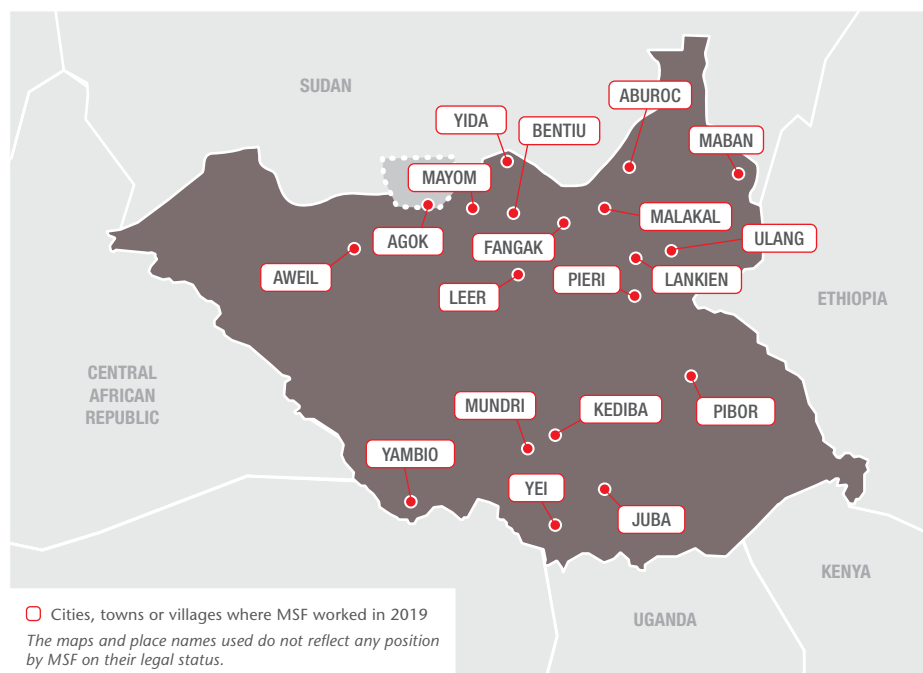 SUDAN
ABUROC
YIDA
BENTIU
MABAN
MAYOM
MALAKAL
ULANG
AGOK
FANGAK
AWEIL
PIERI
LANKIEN
LEER
ETHIOPIA
CENTRAL
AFRICAN
REPUBLIC
MUNDRI
KEDIBA
PIBOR
YAMBIO
YEI
JUBA
KENYA
UGANDA
Cities, towns or villages where MSF worked in 2019
The maps and place names used do not reflect any position
by MSF on their legal status.